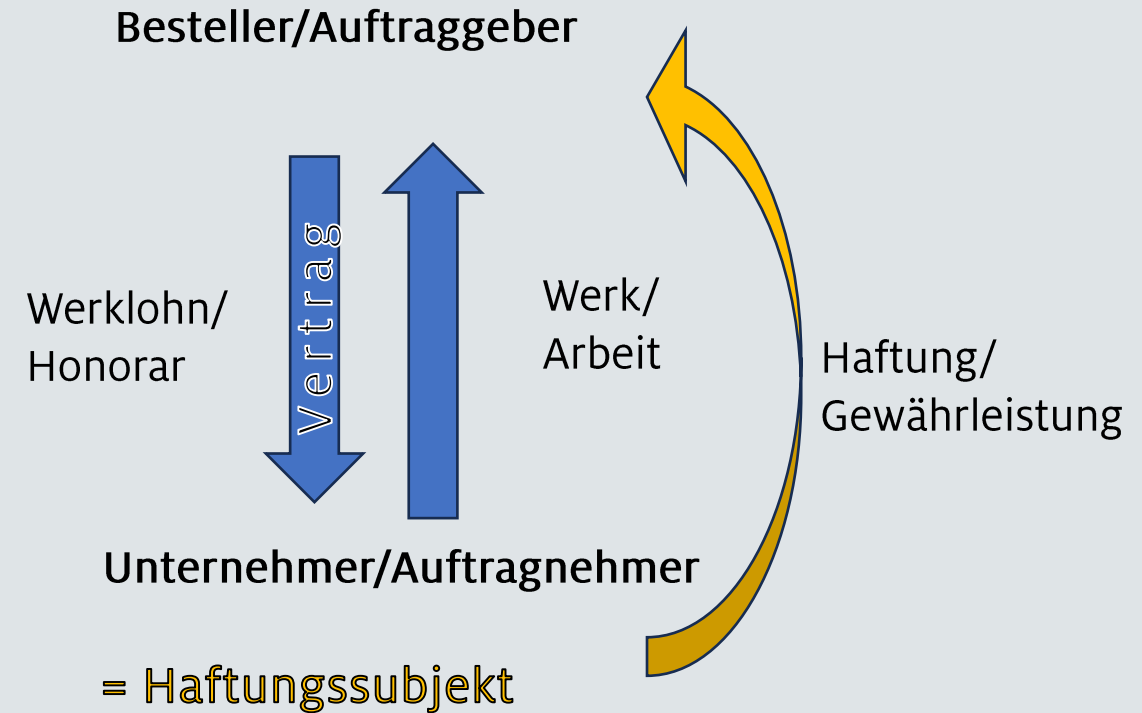 Besteller/Auftraggeber
Vertrag
Werklohn/
Honorar
Werk/
Arbeit
Haftung/
Gewährleistung
Unternehmer/Auftragnehmer
= Haftungssubjekt